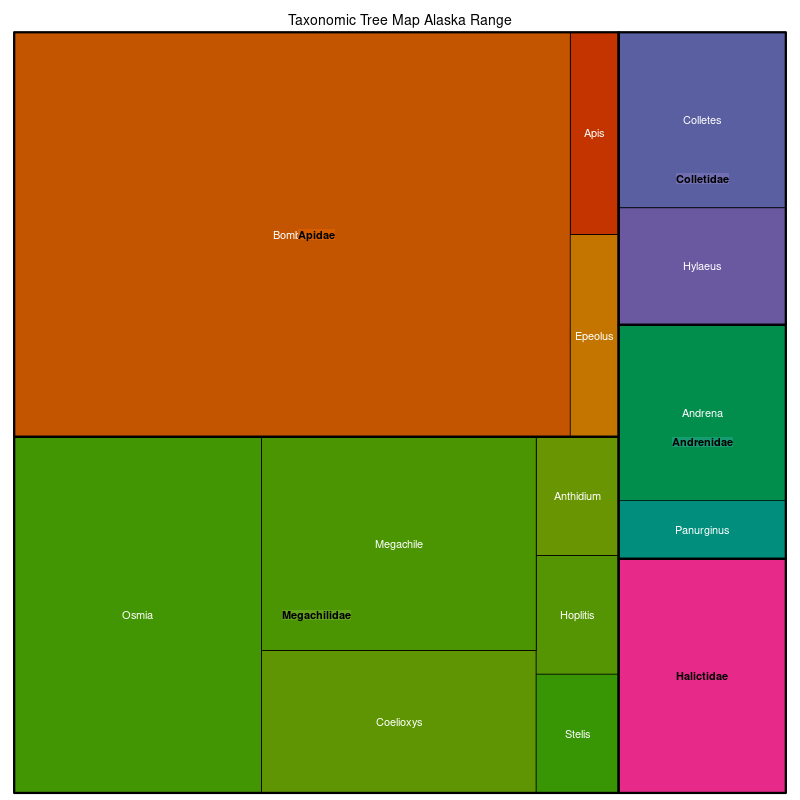 Taxonomic Tree Map Alaska Range
Apis
Colletes
Colletidae
Apidae
Hylaeus
Epeolus
Andrena
Andrenidae
Anthidium
Panurginus
Megachile
Osmia
Megachilidae
Hoplitis
Halictidae
Coelioxys
Stelis